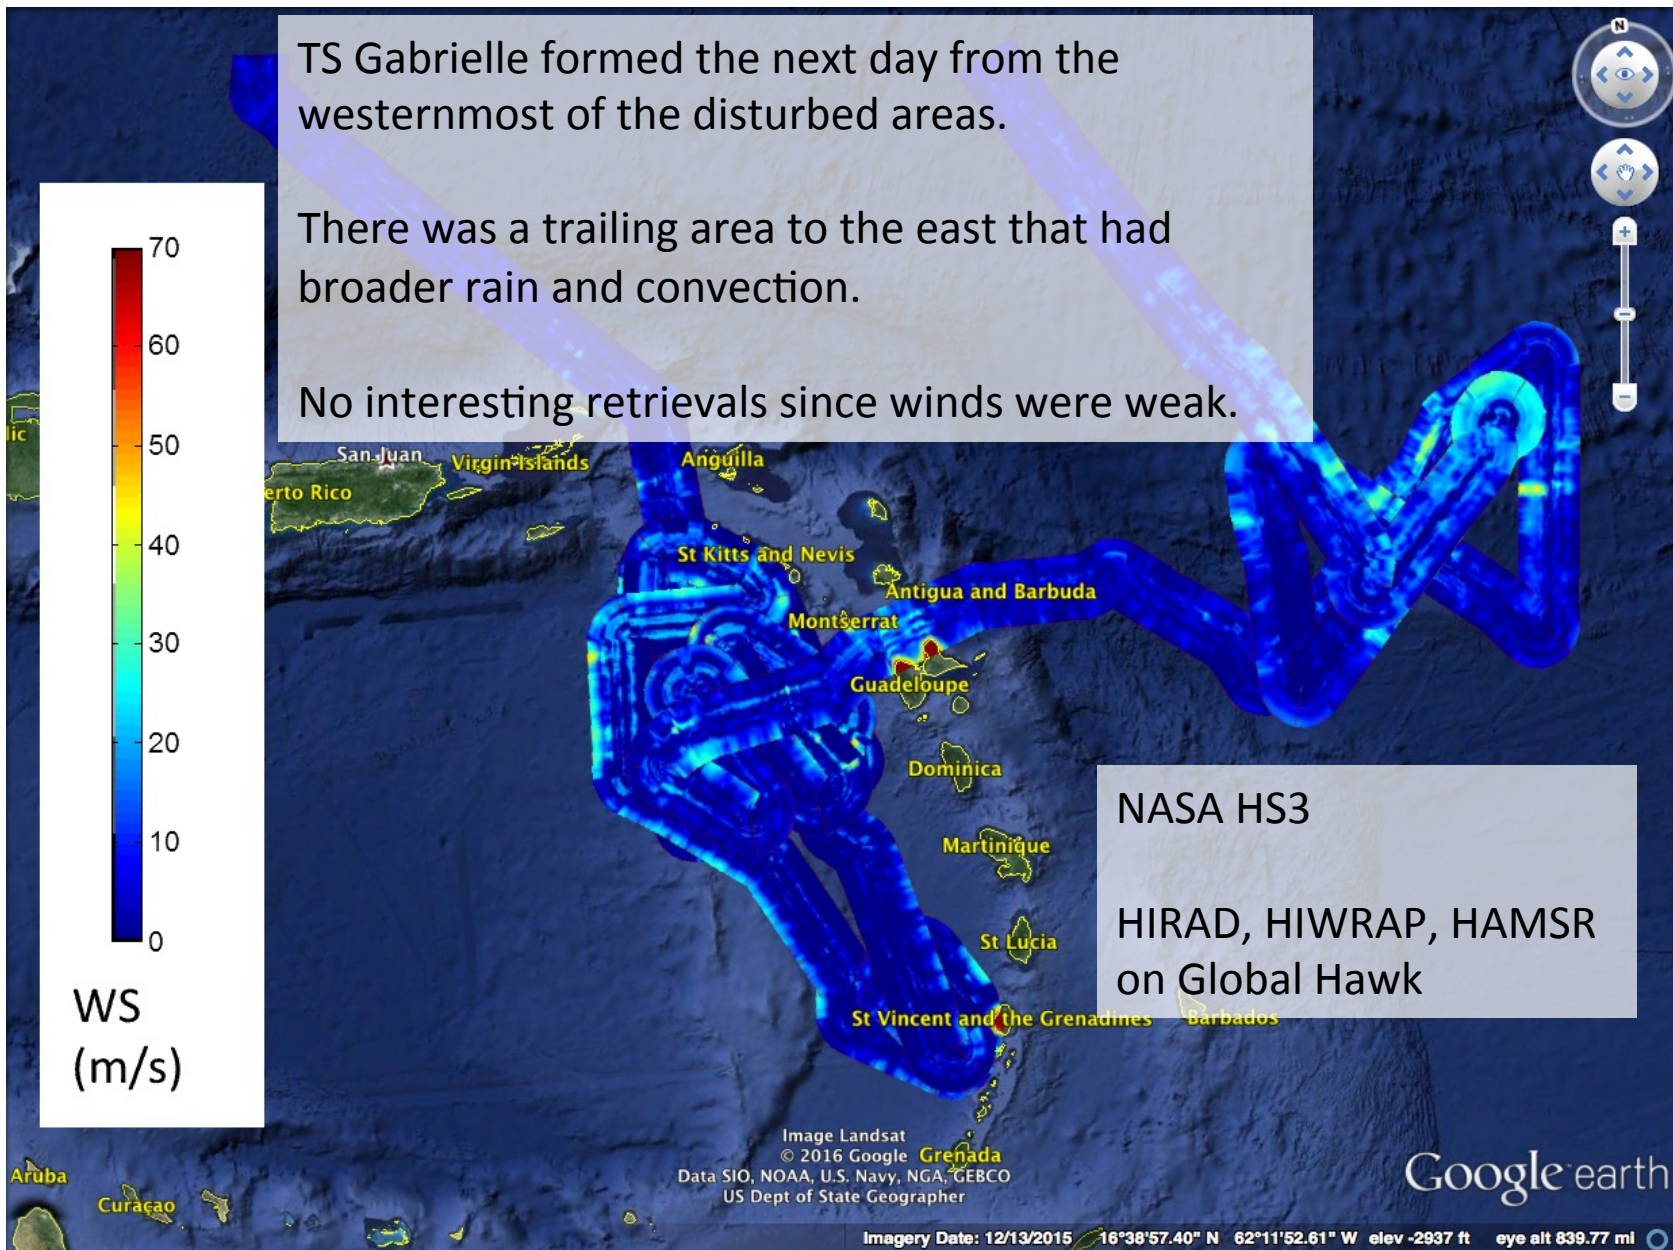 TS Gabrielle formed the next day from the
westernmost of the disturbed areas.
There was a trailing area to the east that had
broader rain and convection.
No interesting retrievals since winds were weak.
N
70
60
50
40
30
20
10
0
WS
(m/s)
lic
San Juan
erto Rico
Virgin Islands
Anguilla
St Kitts and Nevis
Antigua and Barbuda
Montserrat
Guadeloupe
Dominica
Martinique
St Lucia
St Vincent and the Grenadines
Barbados
Grenada
Aruba
Curaçao
NASA HS3
HIRAD, HIWRAP, HAMSR
on Global Hawk
Image Landsat
© 2016 Google
Data SIO, NOAA, U.S. Navy, NGA, GEBCO
US Dept of State Geographer
Google earth
Imagery Date: 12/13/2015 16°38'57.40" N 62°11'52.61" W elev -2937 ft eye alt 839.77 mi